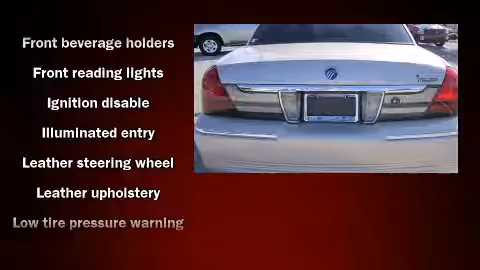 Front beverage holders
Front reading lights
Ignition disable
Illuminated entry
Leather steering wheel
Leather upholstery
Low tire pressure warning